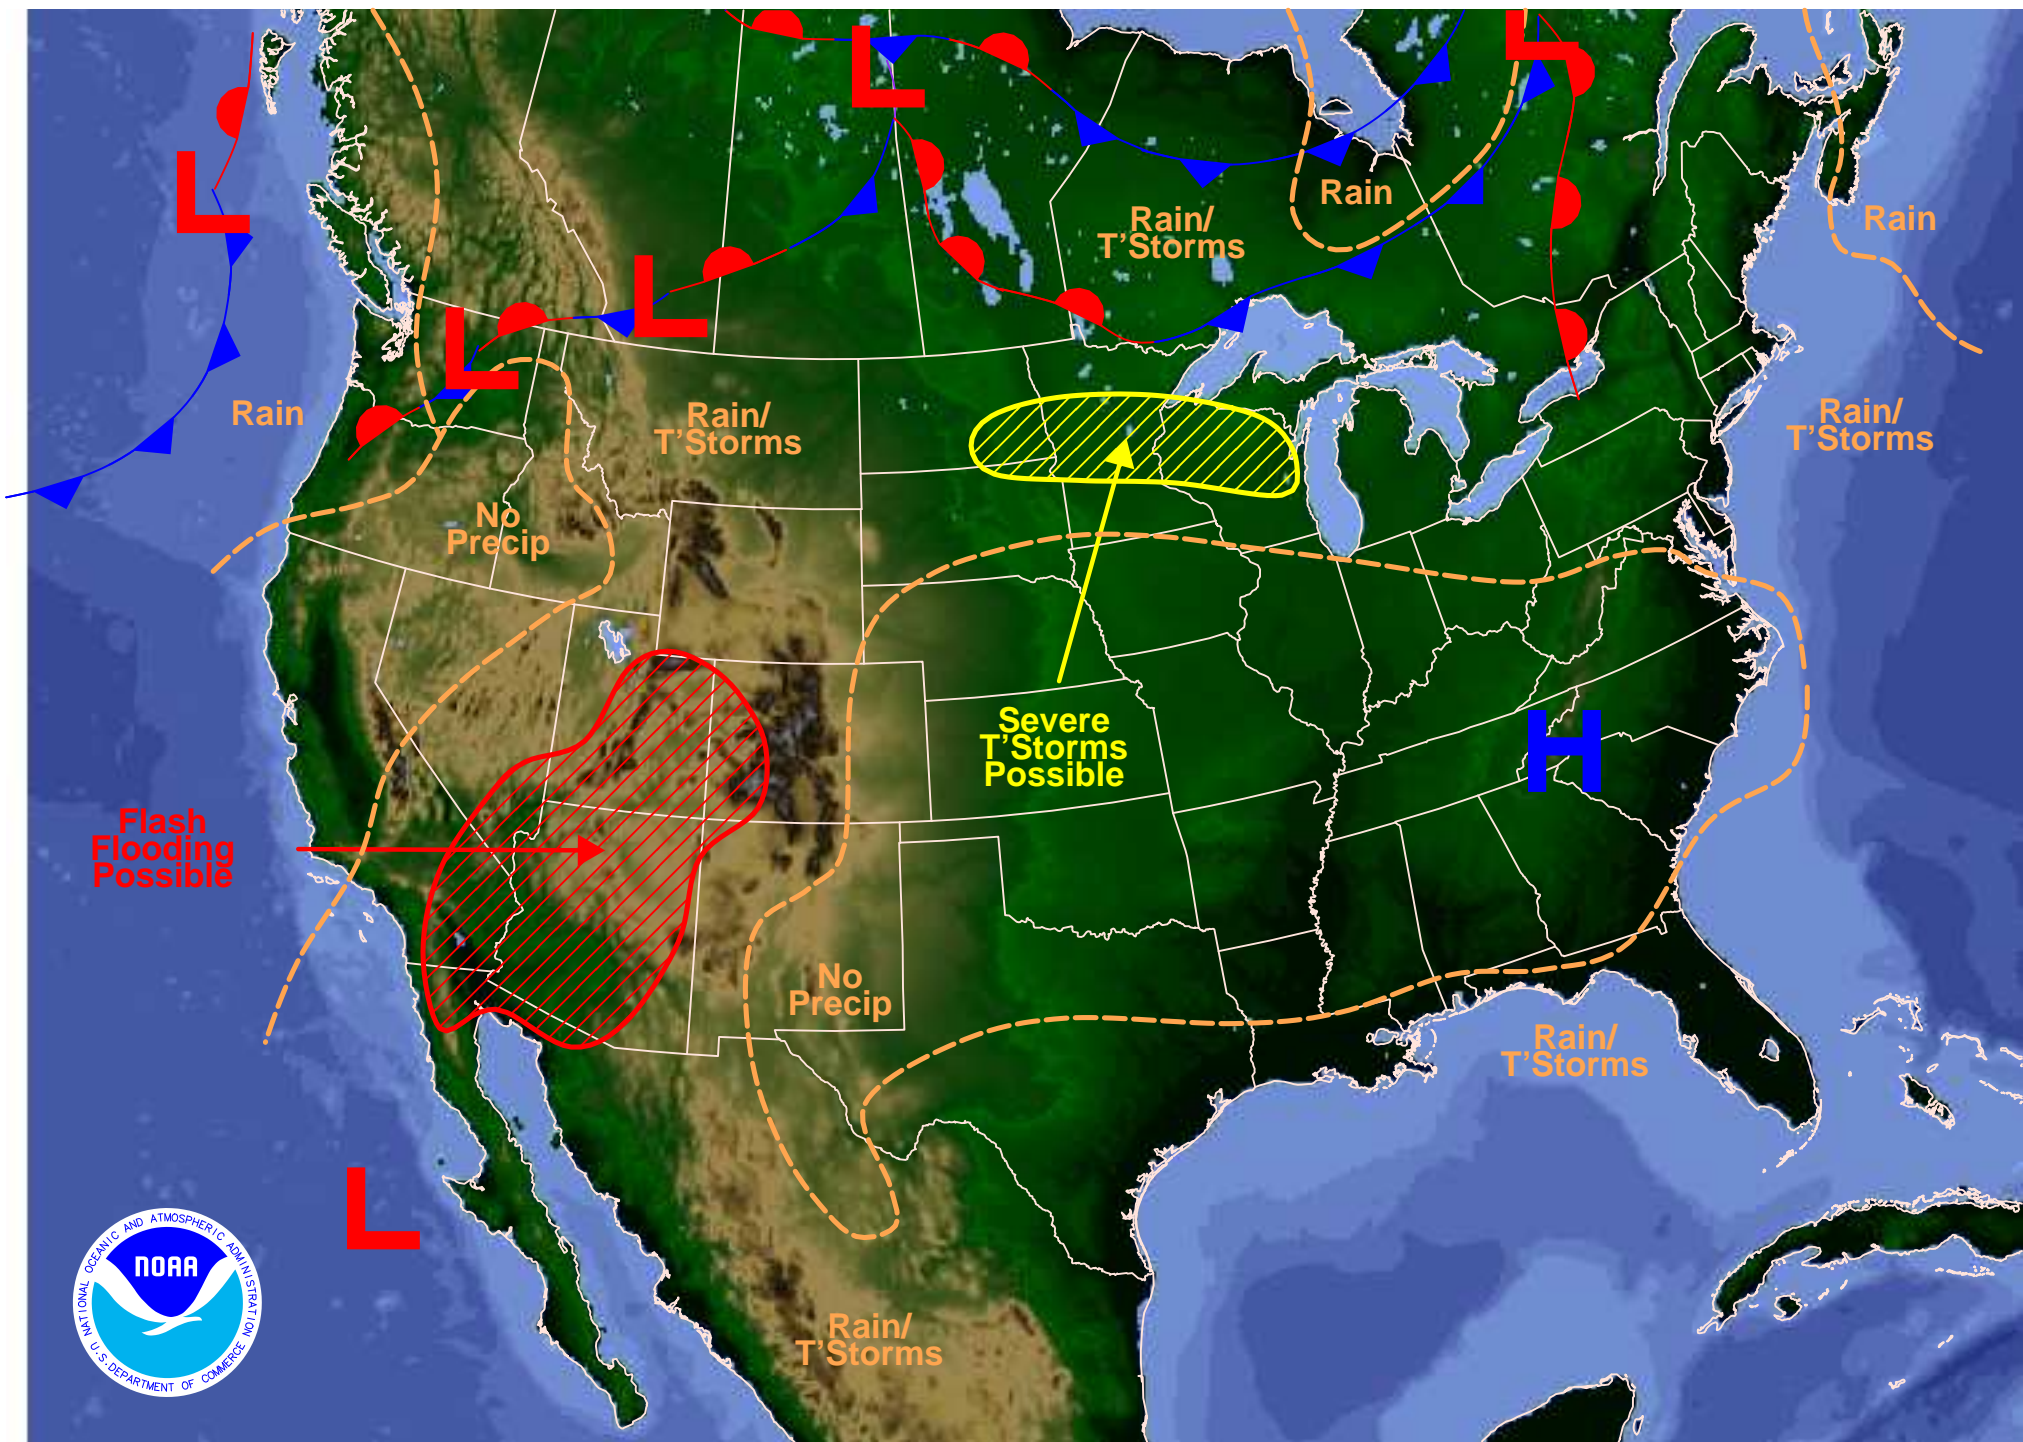 L
L
L
Rain
Rain/
T'Storms
Rain
L
L
L
Rain
Rain/
T'Storms
Rain/
T'Storms
No
Precip
Severe
T'Storms
Possible
H
Flash
Flooding
Possible
No
Precip
Rain/
T'Storms
L
NATIONAL OCEANIC AND ATMOSPHERIC ADMINISTRATION
NOAA
U.S. DEPARTMENT OF COMMERCE
Rain/
T'Storms